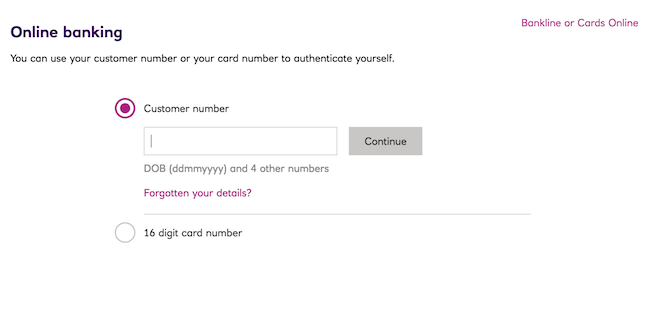 Bankline or Cards Online
Online banking
You can use your customer number or your card number to authenticate yourself.
Customer number
Continue
DOB (ddmmyyyy) and 4 other numbers
Forgotten your details?
16 digit card number